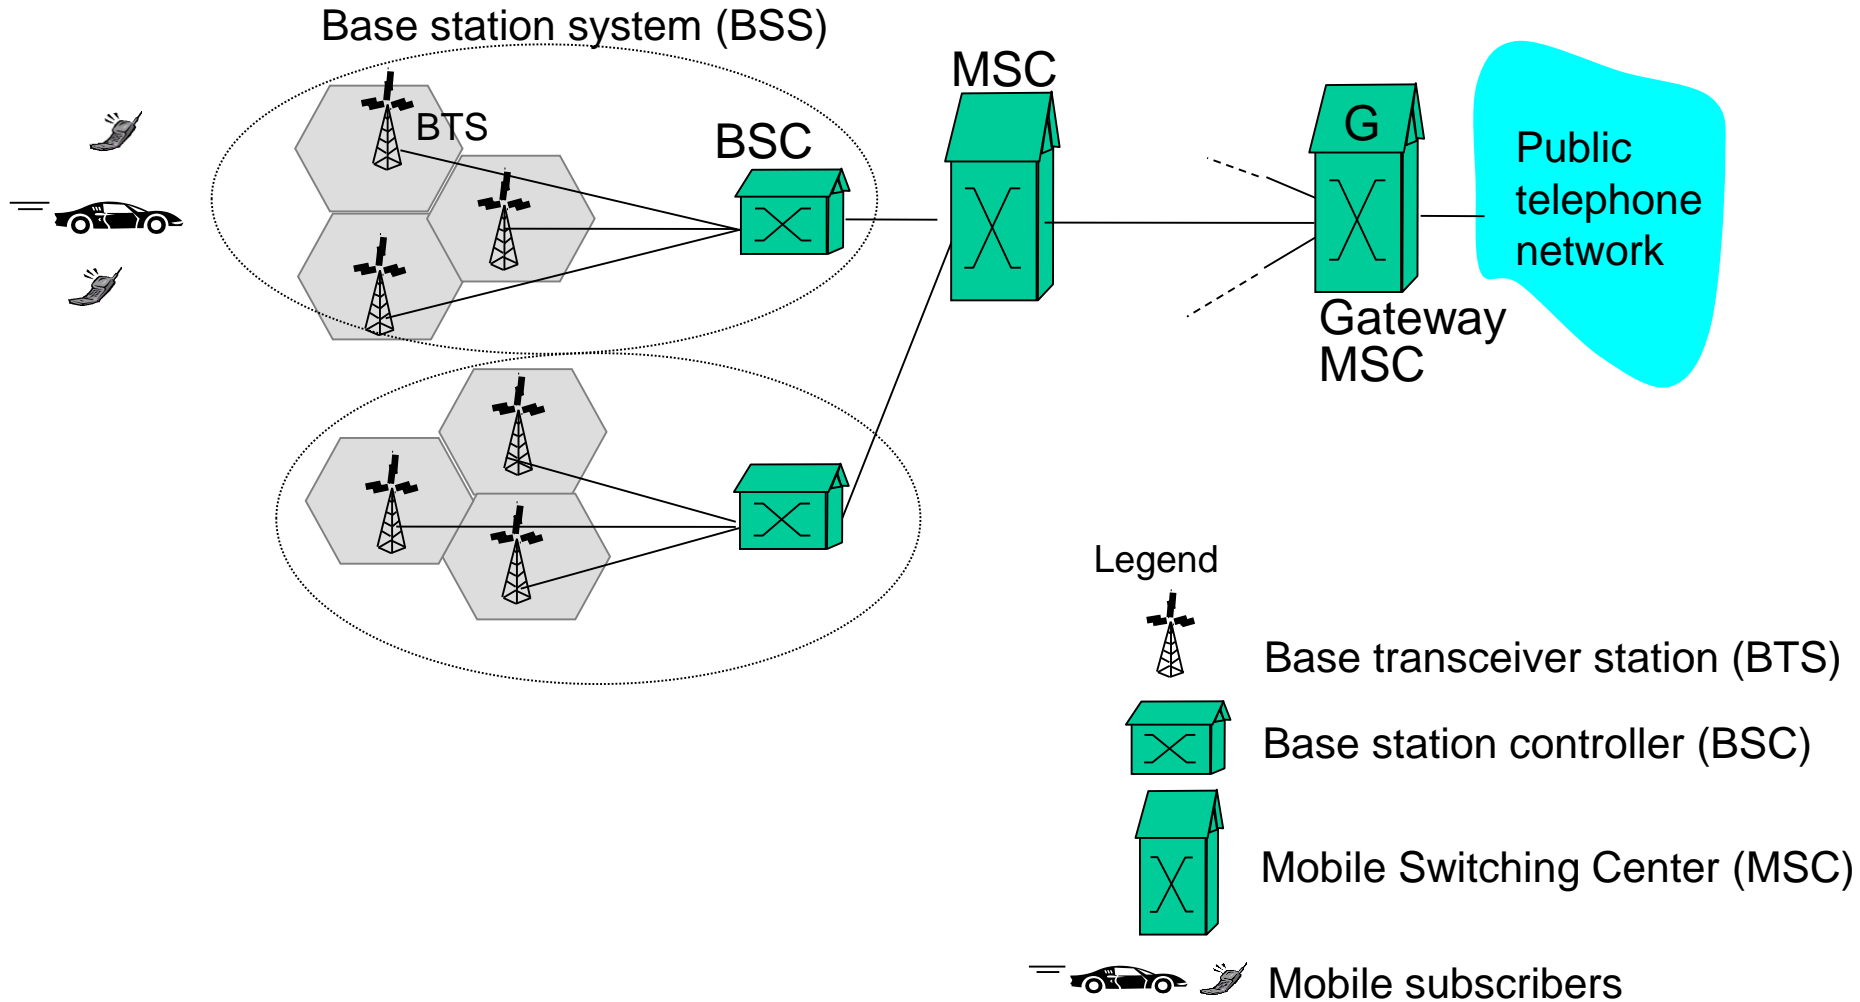 Base station system (BSS)
MSC
BTS
BSC
G
Public
telephone
network
Gateway
MSC
Legend
Base transceiver station (BTS)
Base station controller (BSC)
Mobile Switching Center (MSC)
Mobile subscribers